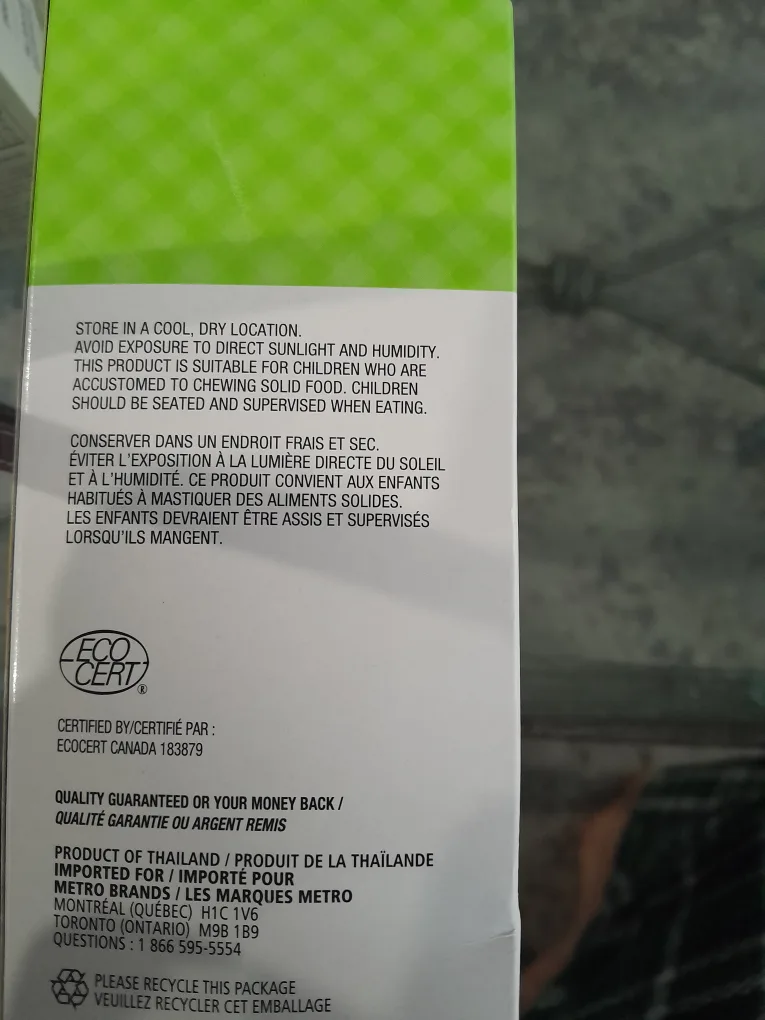 STORE IN A COOL, DRY LOCATION.
AVOID EXPOSURE TO DIRECT SUNLIGHT AND HUMIDITY.
THIS PRODUCT IS SUITABLE FOR CHILDREN WHO ARE
ACCUSTOMED TO CHEWING SOLID FOOD. CHILDREN
SHOULD BE SEATED AND SUPERVISED WHEN EATING.
CONSERVER DANS UN ENDROIT FRAIS ET SEC.
ÉVITER L'EXPOSITION À LA LUMIÈRE DIRECTE DU SOLEIL
ET À L'HUMIDITÉ. CE PRODUIT CONVIENT AUX ENFANTS
HABITUÉS À MASTIQUER DES ALIMENTS SOLIDES.
LES ENFANTS DEVRAIENT ÊTRE ASSIS ET SUPERVISÉS
LORSQU'ILS MANGENT.
ECO
CERT®
CERTIFIED BY/CERTIFIÉ PAR :
ECOCERT CANADA 183879
QUALITY GUARANTEED OR YOUR MONEY BACK /
QUALITÉ GARANTIE OU ARGENT REMIS
PRODUCT OF THAILAND / PRODUIT DE LA THAÏLANDE
IMPORTED FOR / IMPORTÉ POUR
METRO BRANDS / LES MARQUES METRO
MONTRÉAL (QUÉBEC) H1C 1V6
TORONTO (ONTARIO) M9B 1B9
QUESTIONS : 1 866 595-5554
PLEASE RECYCLE THIS PACKAGE
VEUILLEZ RECYCLER CET EMBALLAGE